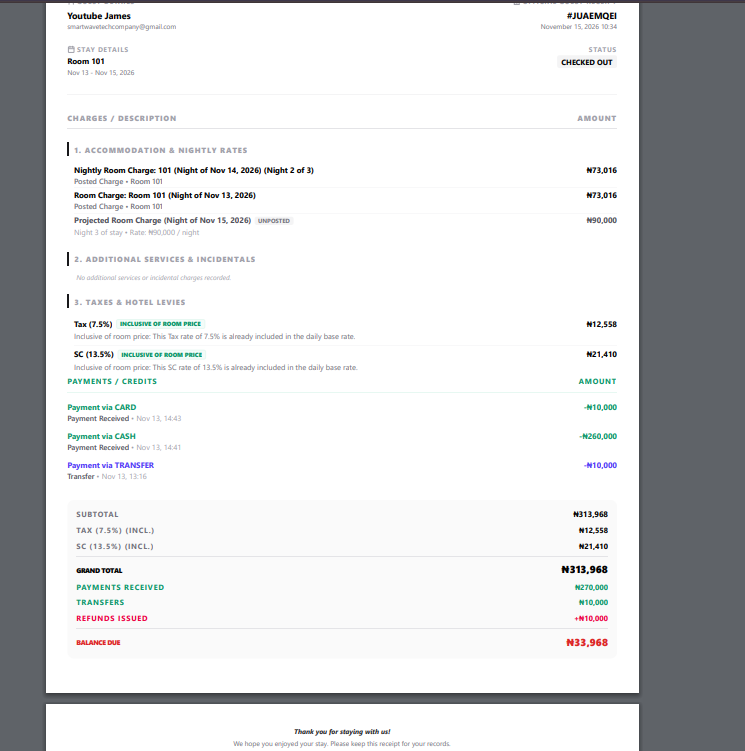 Youtube James
#JUAEMQEI
smartwavetechcompany@gmail.com
November 15, 2026 10:34
STAY DETAILS
STATUS
Room 101
CHECKED OUT
Nov 13 - Nov 15, 2026
CHARGES / DESCRIPTION
AMOUNT
1. ACCOMMODATION & NIGHTLY RATES
Nightly Room Charge: 101 (Night of Nov 14, 2026) (Night 2 of 3)
₦73,016
Posted Charge • Room 101
Room Charge: Room 101 (Night of Nov 13, 2026)
₦73,016
Posted Charge • Room 101
Projected Room Charge (Night of Nov 15, 2026) UNPOSTED
₦90,000
Night 3 of stay • Rate: ₦90,000 / night
2. ADDITIONAL SERVICES & INCIDENTALS
No additional services or incidental charges recorded.
3. TAXES & HOTEL LEVIES
Tax (7.5%) INCLUSIVE OF ROOM PRICE
₦12,558
Inclusive of room price: This Tax rate of 7.5% is already included in the daily base rate.
SC (13.5%) INCLUSIVE OF ROOM PRICE
₦21,410
Inclusive of room price: This SC rate of 13.5% is already included in the daily base rate.
PAYMENTS / CREDITS
AMOUNT
Payment via CARD
-₦10,000
Payment Received • Nov 13, 14:43
Payment via CASH
-₦260,000
Payment Received • Nov 13, 14:41
Payment via TRANSFER
-₦10,000
Transfer • Nov 13, 13:16
SUBTOTAL
₦313,968
TAX (7.5%) (INCL.)
₦12,558
SC (13.5%) (INCL.)
₦21,410
GRAND TOTAL
₦313,968
PAYMENTS RECEIVED
₦270,000
TRANSFERS
₦10,000
REFUNDS ISSUED
+₦10,000
BALANCE DUE
₦33,968
Thank you for staying with us!
We hope you enjoyed your stay. Please keep this receipt for your records.